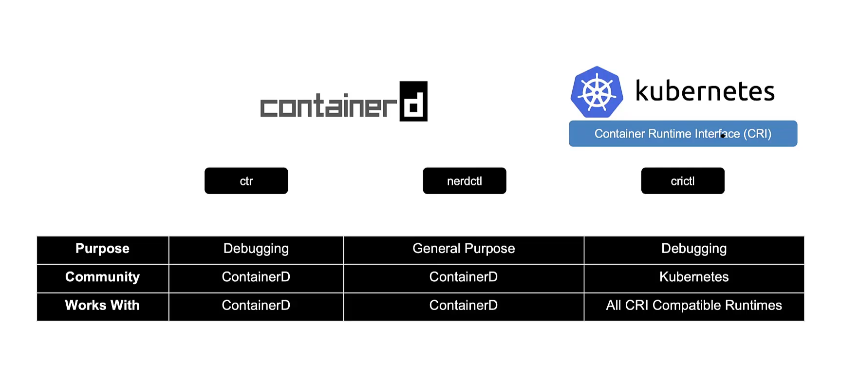 containerd
kubernetes
Container Runtime Interface (CRI)
ctr
nerdctl
crictl
Purpose Debugging General Purpose Debugging
Community ContainerD ContainerD Kubernetes
Works With ContainerD ContainerD All CRI Compatible Runtimes